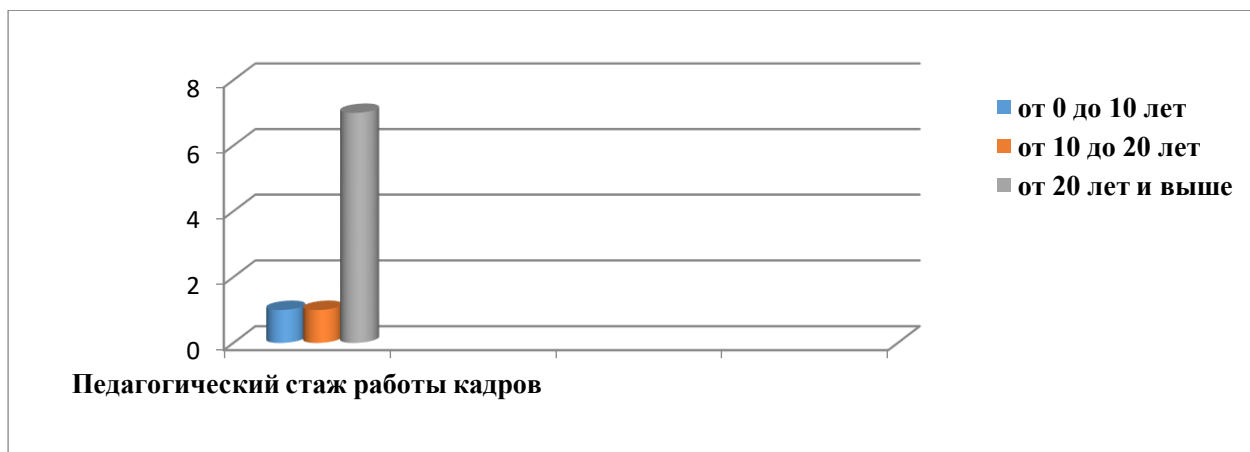 8
6
4
2
0
Педагогический стаж работы кадров
от 0 до 10 лет
от 10 до 20 лет
от 20 лет и выше